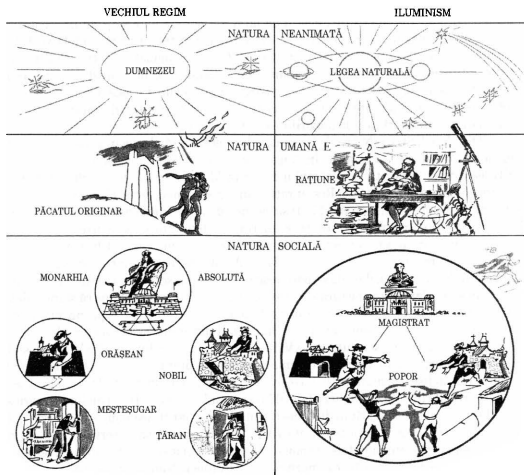 VECHIUL REGIM
ILUMINISM
NATURA
NEANIMATĂ
DUMNEZEU
LEGEA NATURALĂ
NATURA
UMANĂ E
RAȚIUNE
PĂCATUL ORIGINAR
NATURA
SOCIALĂ
MONARHIA
ABSOLUTĂ
MAGISTRAT
ORĂȘEAN
NOBIL
POPOR
MEȘTEȘUGAR
ȚĂRAN